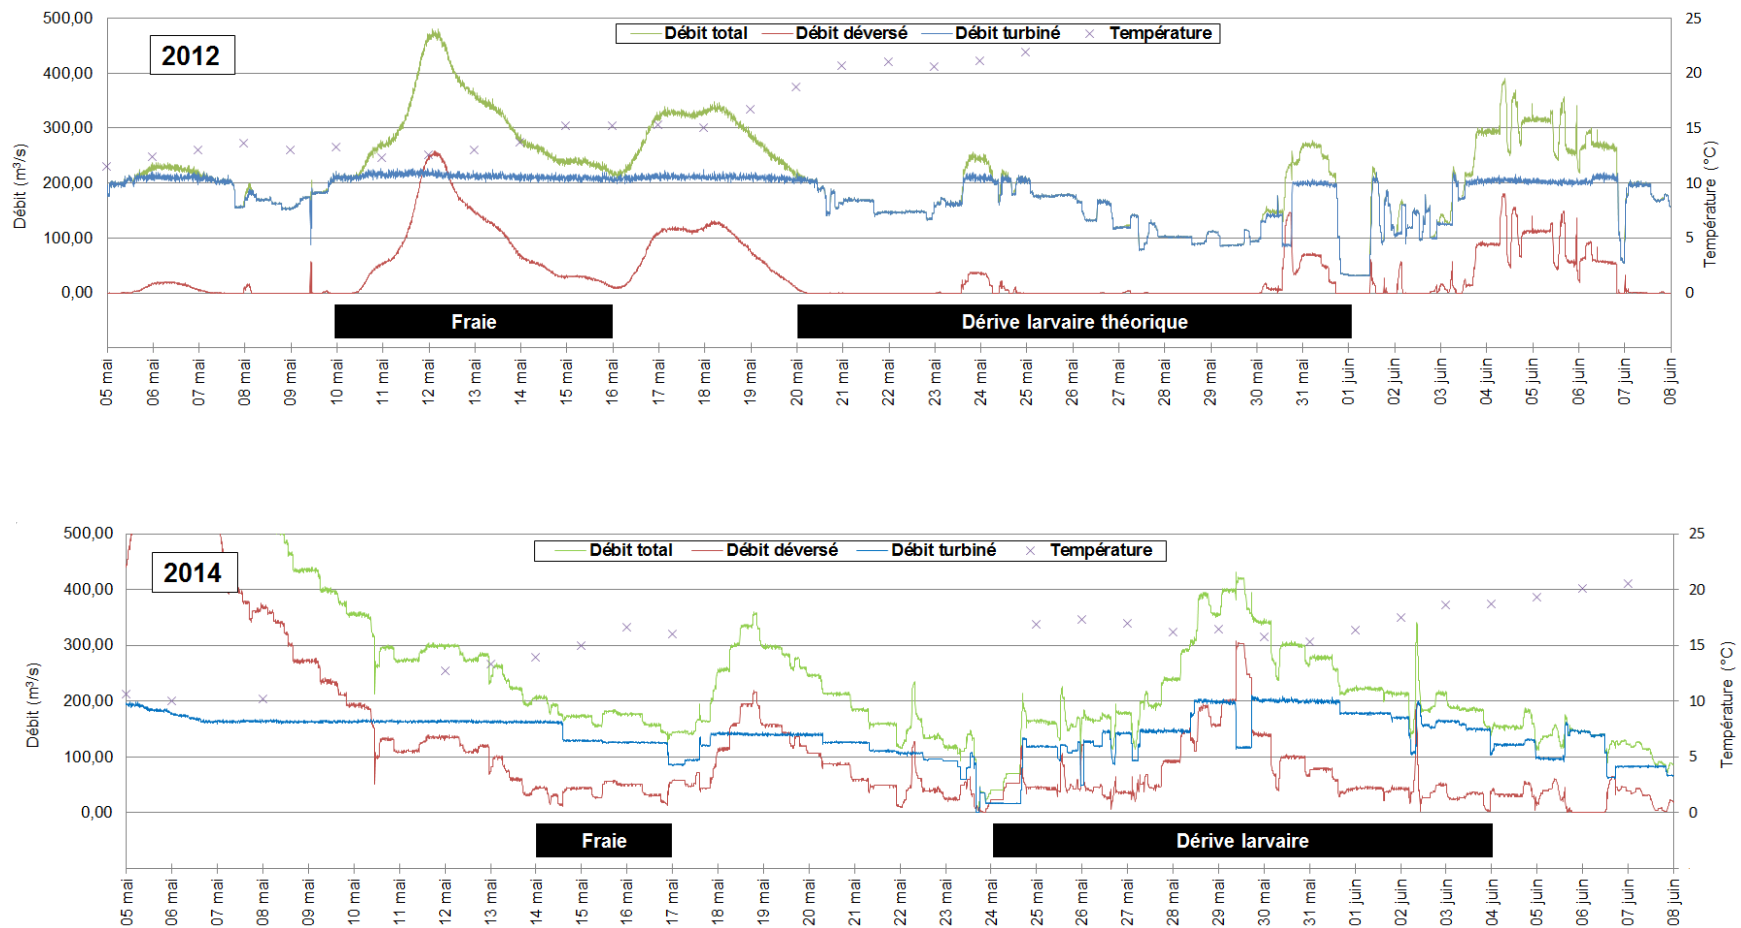 2012
Débit total Débit déversé Débit turbiné Température
500,00
400,00
300,00
200,00
100,00
0,00
Débit (m³/s)
25
20
15
10
5
0
Température (°C)
Fraie Dérive larvaire théorique
05 mai 06 mai 07 mai 08 mai 09 mai 10 mai 11 mai 12 mai 13 mai 14 mai 15 mai 16 mai 17 mai 18 mai 19 mai 20 mai 21 mai 22 mai 23 mai 24 mai 25 mai 26 mai 27 mai 28 mai 29 mai 30 mai 31 mai 01 juin 02 juin 03 juin 04 juin 05 juin 06 juin 07 juin 08 juin
2014
Débit total Débit déversé Débit turbiné Température
500,00
400,00
300,00
200,00
100,00
0,00
Débit (m³/s)
25
20
15
10
5
0
Température (°C)
Fraie Dérive larvaire
05 mai 06 mai 07 mai 08 mai 09 mai 10 mai 11 mai 12 mai 13 mai 14 mai 15 mai 16 mai 17 mai 18 mai 19 mai 20 mai 21 mai 22 mai 23 mai 24 mai 25 mai 26 mai 27 mai 28 mai 29 mai 30 mai 31 mai 01 juin 02 juin 03 juin 04 juin 05 juin 06 juin 07 juin 08 juin